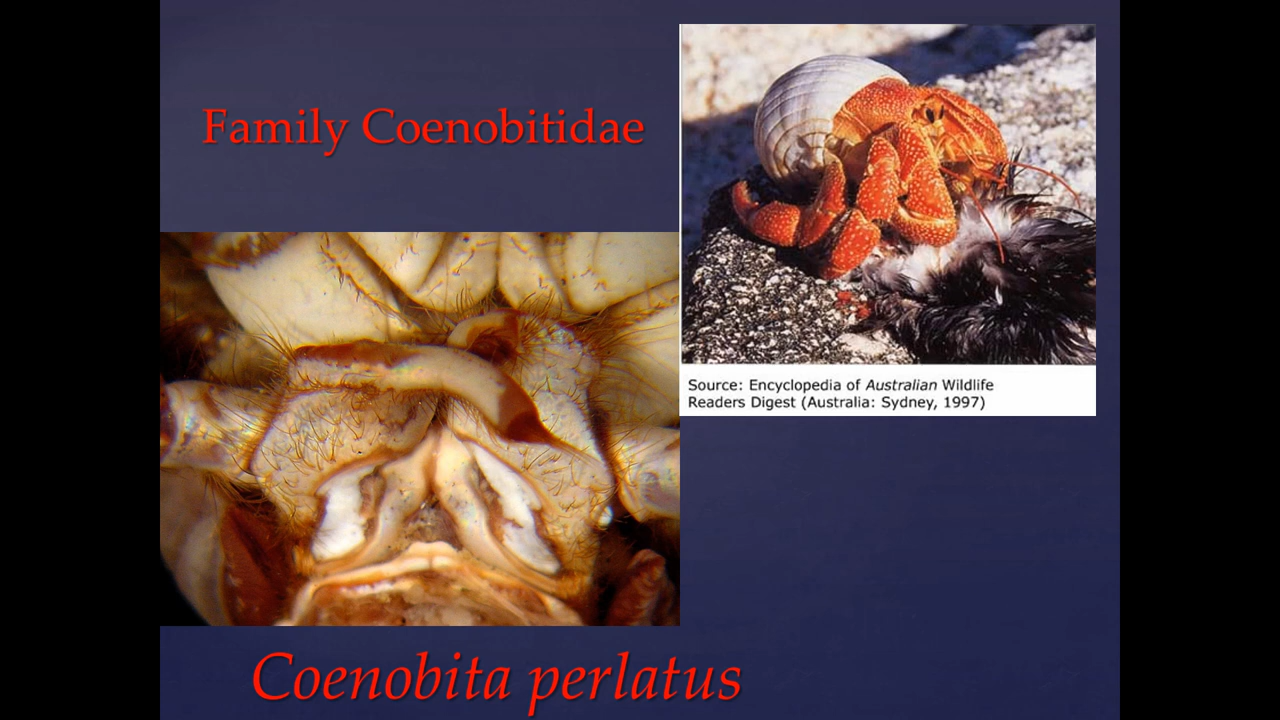 Family Coenobitidae
Source: Encyclopedia of Australian Wildlife
Readers Digest (Australia: Sydney, 1997)
Coenobita perlatus